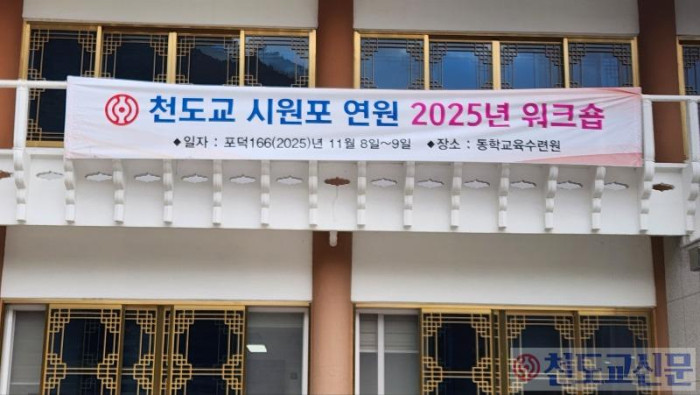 천도교 시원포 연원 2025년 워크숍
◆일자 : 포덕166(2025)년 11월 8일~9일 ◆장소 : 동학교육수련원
천도교신문